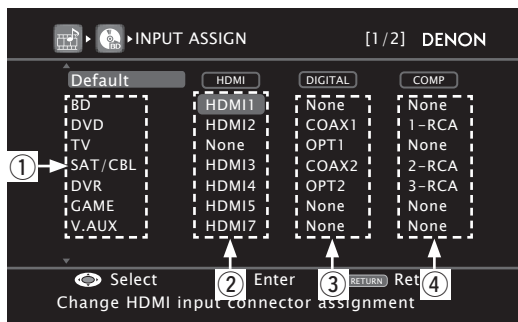 BD INPUT ASSIGN [1/2] DENON
Default HDMI DIGITAL COMP
BD HDMI1 None None
DVD HDMI2 COAX1 1-RCA
TV None OPT1 None
① SAT/CBL HDMI3 COAX2 2-RCA
DVR HDMI4 OPT2 3-RCA
GAME HDMI5 None None
V.AUX HDMI7 None None
② ③ ④
Select Enter RETURN Ret
Change HDMI input connector assignment